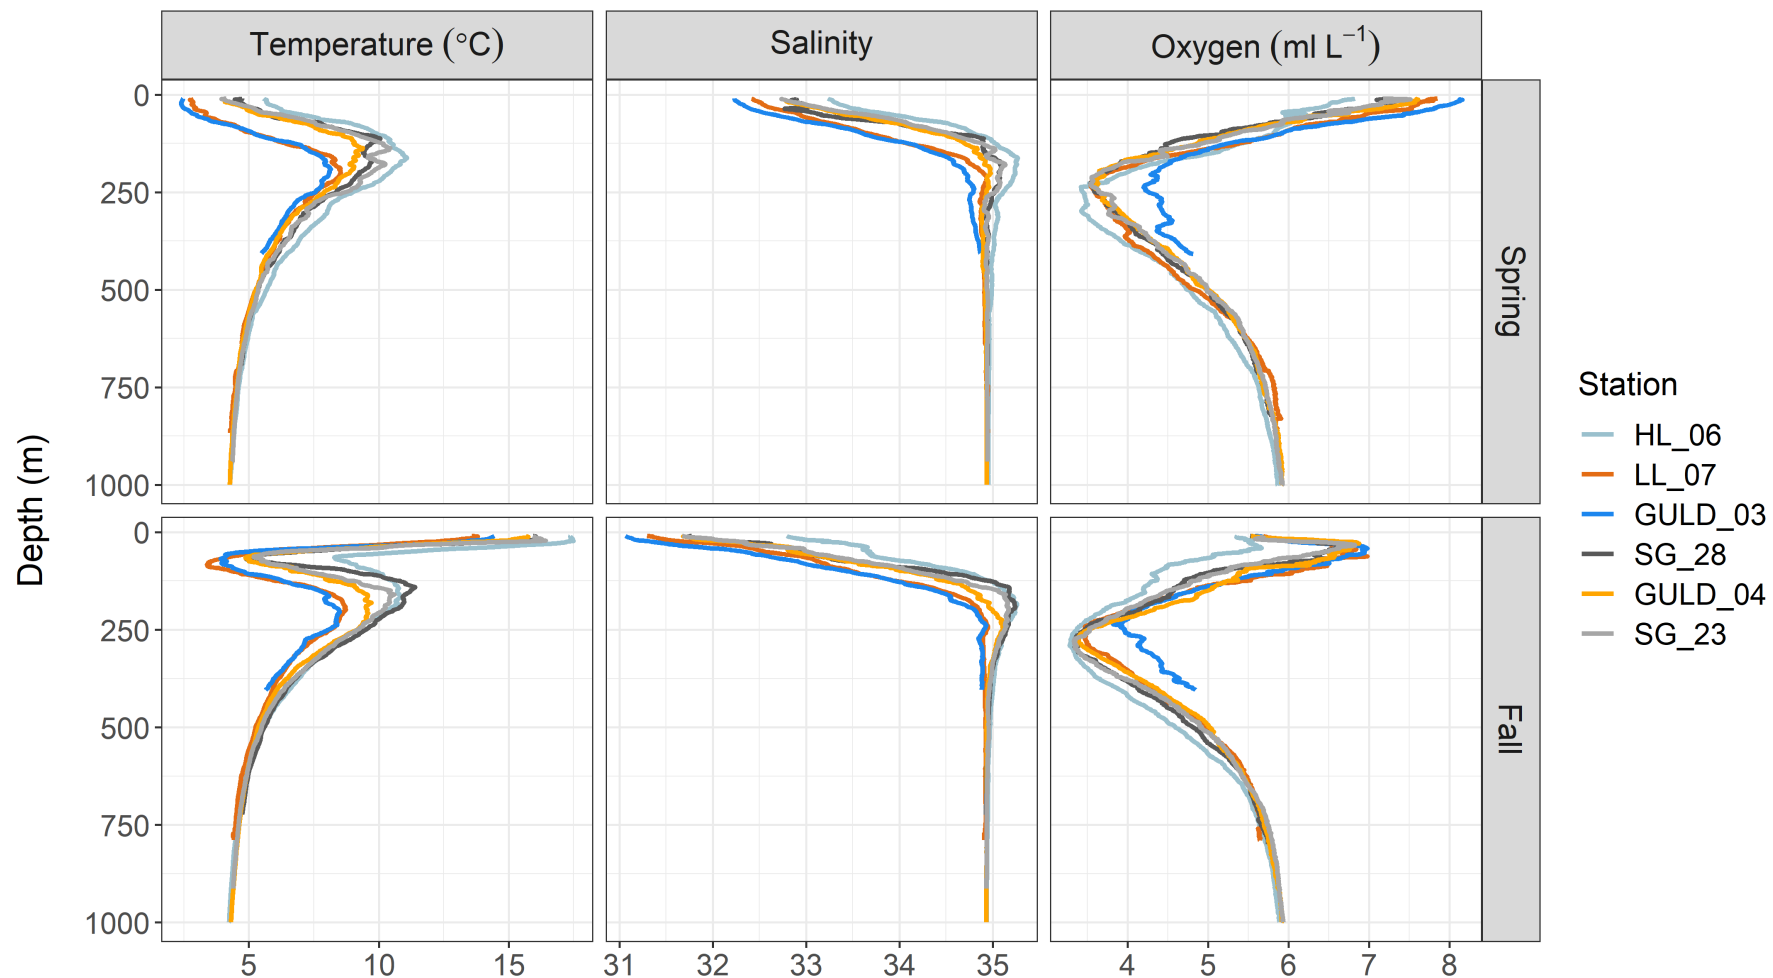 Temperature (°C)
Salinity
Oxygen (ml L⁻¹)
Depth (m)
0
250
500
750
1000
Spring
0
250
500
750
1000
Fall
5 10 15
31 32 33 34 35
4 5 6 7 8
Station
HL_06
LL_07
GULD_03
SG_28
GULD_04
SG_23